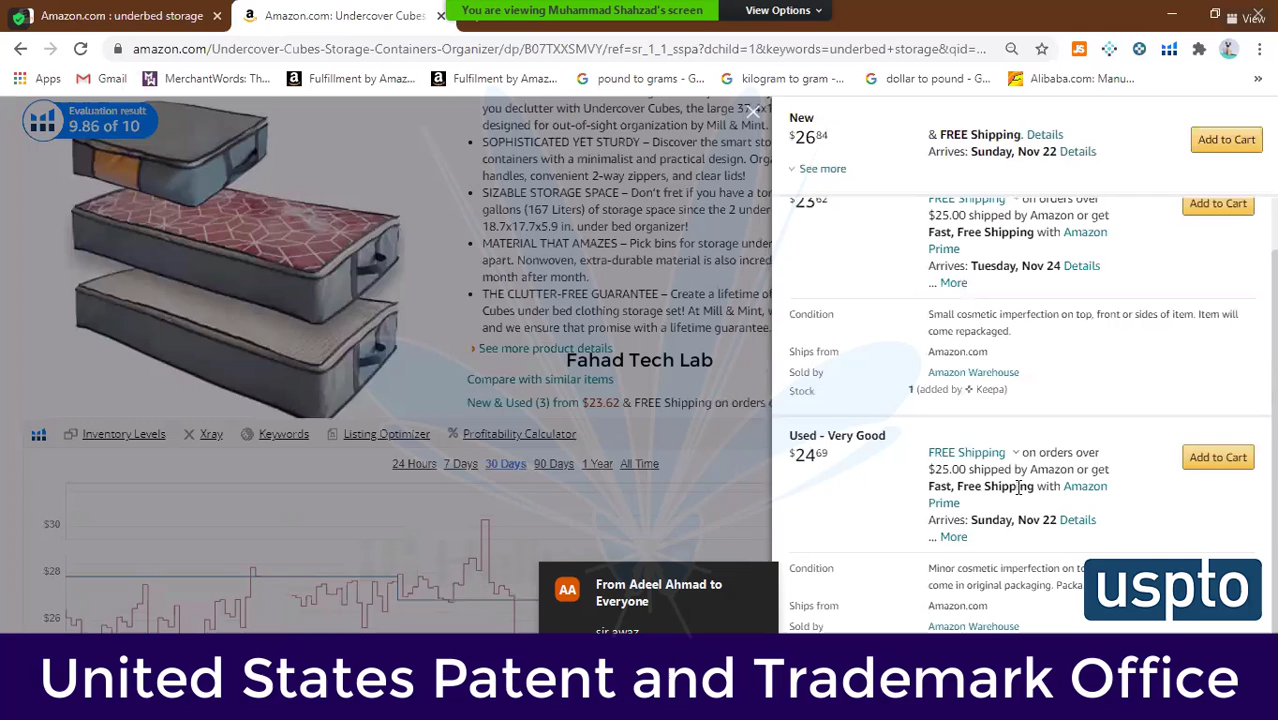 Amazon.com : underbed storage
Amazon.com: Undercover Cubes
You are viewing Muhammad Shahzad's screen
View Options
View
amazon.com/Undercover-Cubes-Storage-Containers-Organizer/dp/B07TXXSMVY/ref=sr_1_1_sspa?dchild=1&keywords=underbed+storage&qid=...
Apps
Gmail
MerchantWords: Th...
Fulfillment by Amaz...
Fulfilment by Amaz...
pound to grams - G...
kilogram to gram -...
dollar to pound - G...
Alibaba.com: Manu...
»
Evaluation result
9.86 of 10
you declutter with Undercover Cubes, the large
designed for out-of-sight organization by Mill & Mint.
• SOPHISTICATED YET STURDY – Discover the smart sto
containers with a minimalist and practical design. Orga
handles, convenient 2-way zippers, and clear lids!
• SIZABLE STORAGE SPACE – Don't fret if you have a to
gallons (167 Liters) of storage space since the 2 under
18.7x17.7x5.9 in. under bed organizer!
• MATERIAL THAT AMAZES – Pick bins for storage under
apart. Nonwoven, extra-durable material is also incred
month after month.
• THE CLUTTER-FREE GUARANTEE – Create a lifetime of
Cubes under bed clothing storage set! At Mill & Mint, w
and we ensure that promise with a lifetime guarantee.
› See more product details
Fahad Tech Lab
Compare with similar items
New & Used (3) from $23.62 & FREE Shipping on orders
Inventory Levels
Xray
Keywords
Listing Optimizer
Profitability Calculator
24 Hours
7 Days
30 Days
90 Days
1 Year
All Time
$30
$28
$26
AA
From Adeel Ahmad to
Everyone
sir awaz
New
$26 84
& FREE Shipping. Details
Arrives: Sunday, Nov 22 Details
Add to Cart
See more
$23 62
FREE Shipping on orders over
$25.00 shipped by Amazon or get
Fast, Free Shipping with Amazon
Prime
Arrives: Tuesday, Nov 24 Details
... More
Add to Cart
Condition
Small cosmetic imperfection on top, front or sides of item. Item will
come repackaged.
Ships from
Amazon.com
Sold by
Amazon Warehouse
Stock
1 (added by Keepa)
Used - Very Good
$24 69
FREE Shipping on orders over
$25.00 shipped by Amazon or get
Fast, Free Shipping with Amazon
Prime
Arrives: Sunday, Nov 22 Details
... More
Add to Cart
Condition
Minor cosmetic imperfection on
come in original packaging.
Ships from
Amazon.com
Sold by
Amazon Warehouse
uspto
United States Patent and Trademark Office